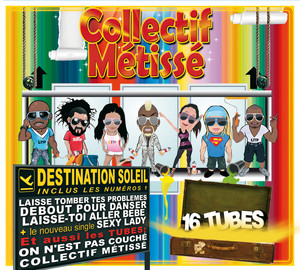 Collectif
Métissé
DESTINATION SOLEIL
INCLUS LES NUMÉROS 1
LAISSE TOMBER TES PROBLEMES
DEBOUT POUR DANSER
LAISSE-TOI ALLER BÉBÉ
+ le nouveau single SEXY LADY
Et aussi les TUBES:
ON N'EST PAS COUCHÉ
COLLECTIF MÉTISSÉ
16 TUBES